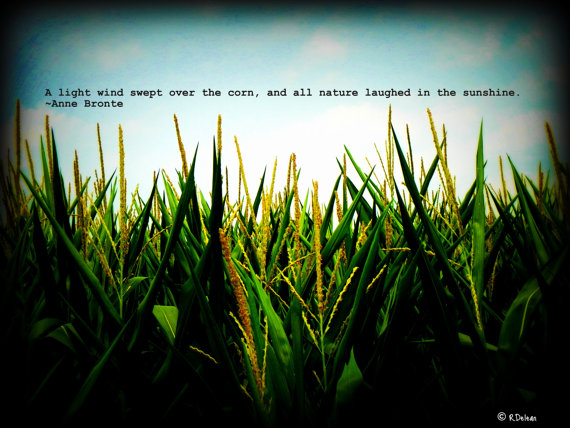 A light wind swept over the corn, and all nature laughed in the sunshine.
~Anne Bronte
© R.Delean